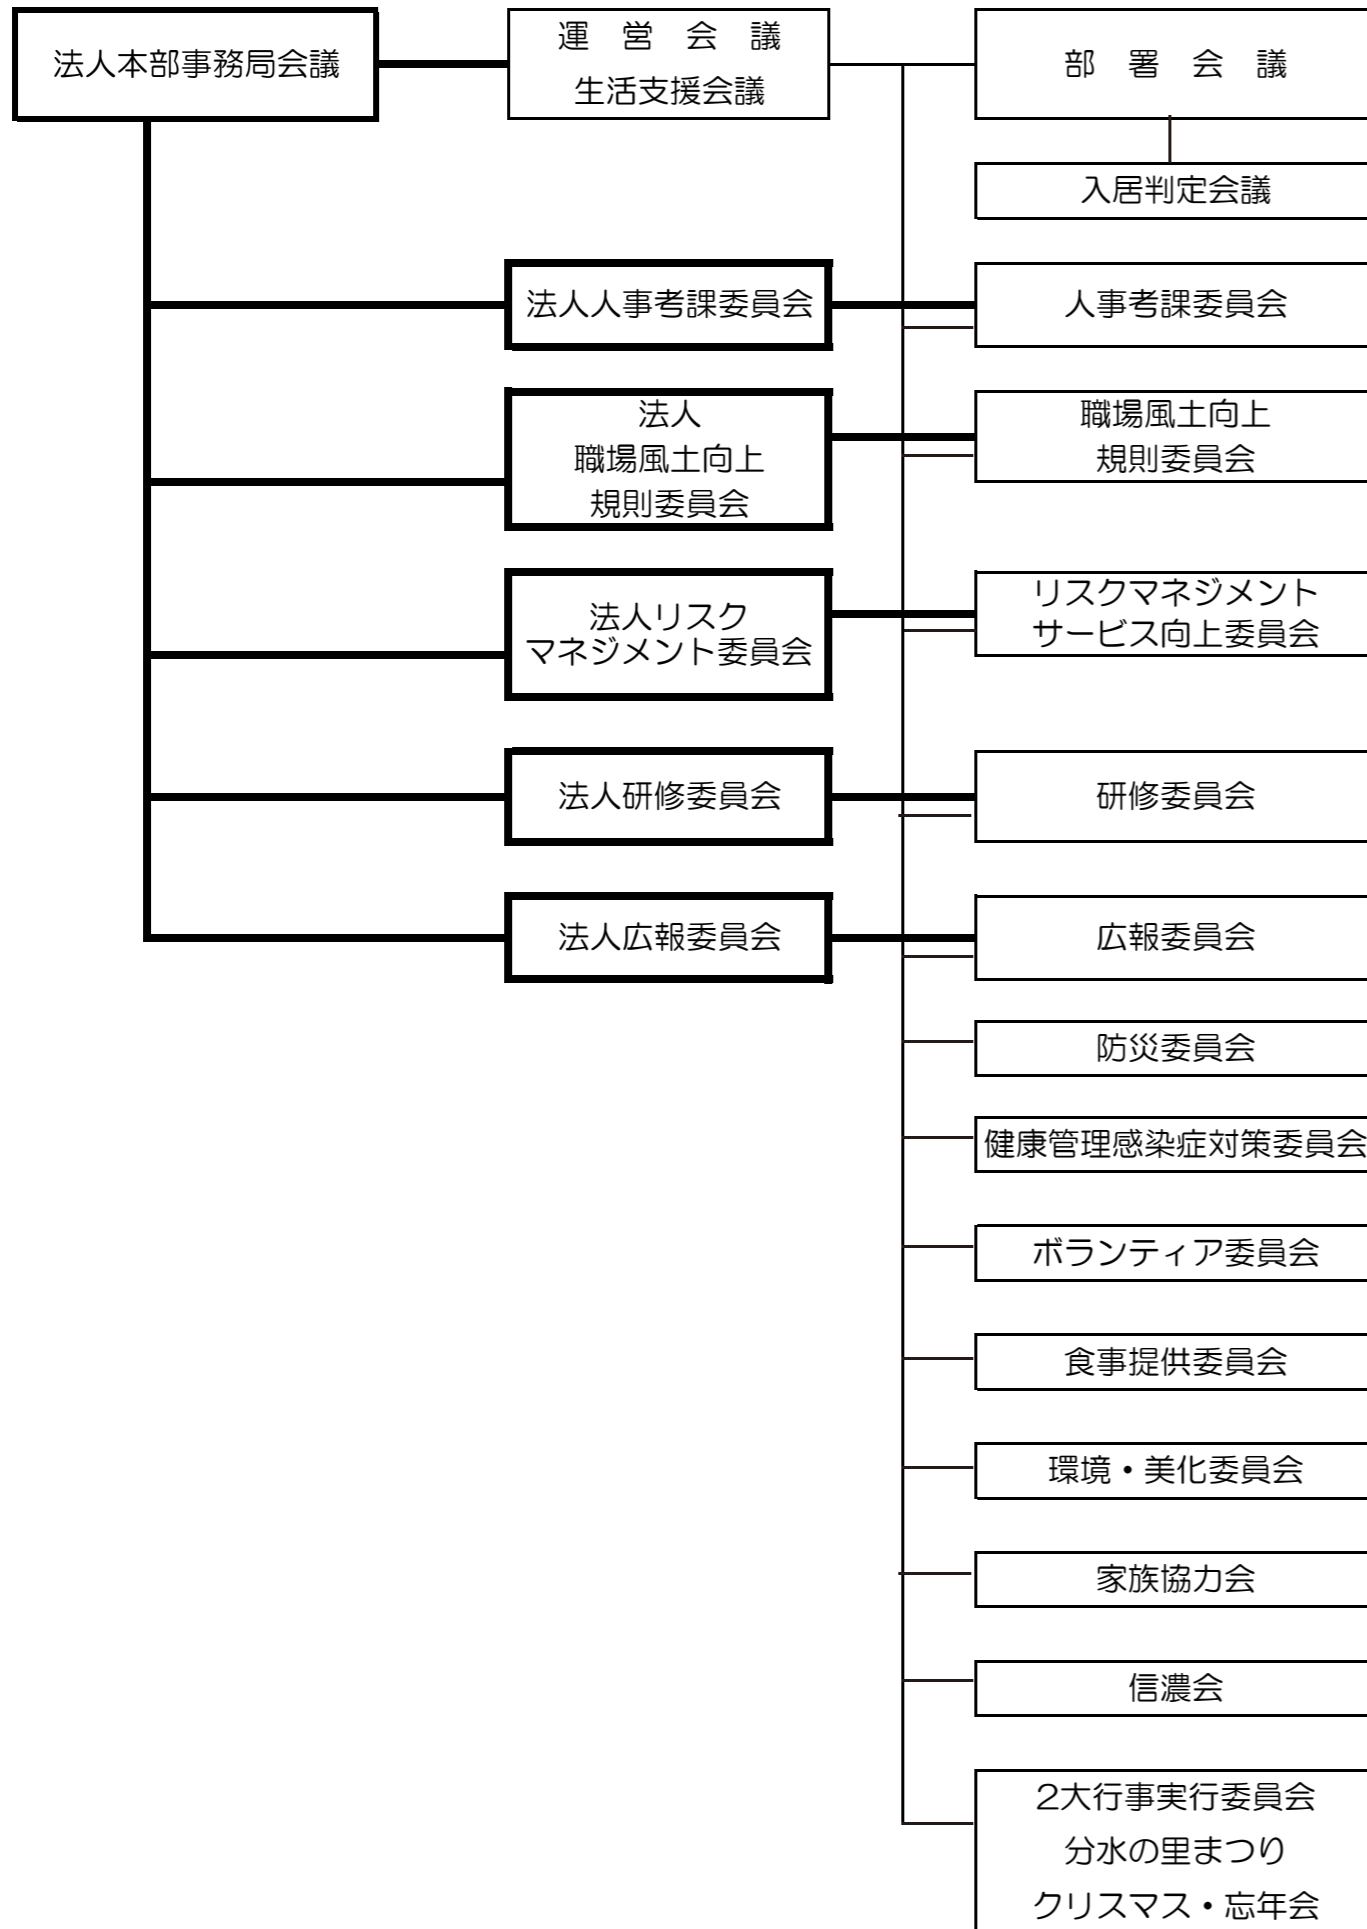 法人本部事務局会議
運　営　会　議
生活支援会議
部　署　会　議
入居判定会議
法人人事考課委員会
人事考課委員会
法人
職場風土向上
規則委員会
職場風土向上
規則委員会
法人リスク
マネジメント委員会
リスクマネジメント
サービス向上委員会
法人研修委員会
研修委員会
法人広報委員会
広報委員会
防災委員会
健康管理感染症対策委員会
ボランティア委員会
食事提供委員会
環境・美化委員会
家族協力会
信濃会
2大行事実行委員会
分水の里まつり
クリスマス・忘年会